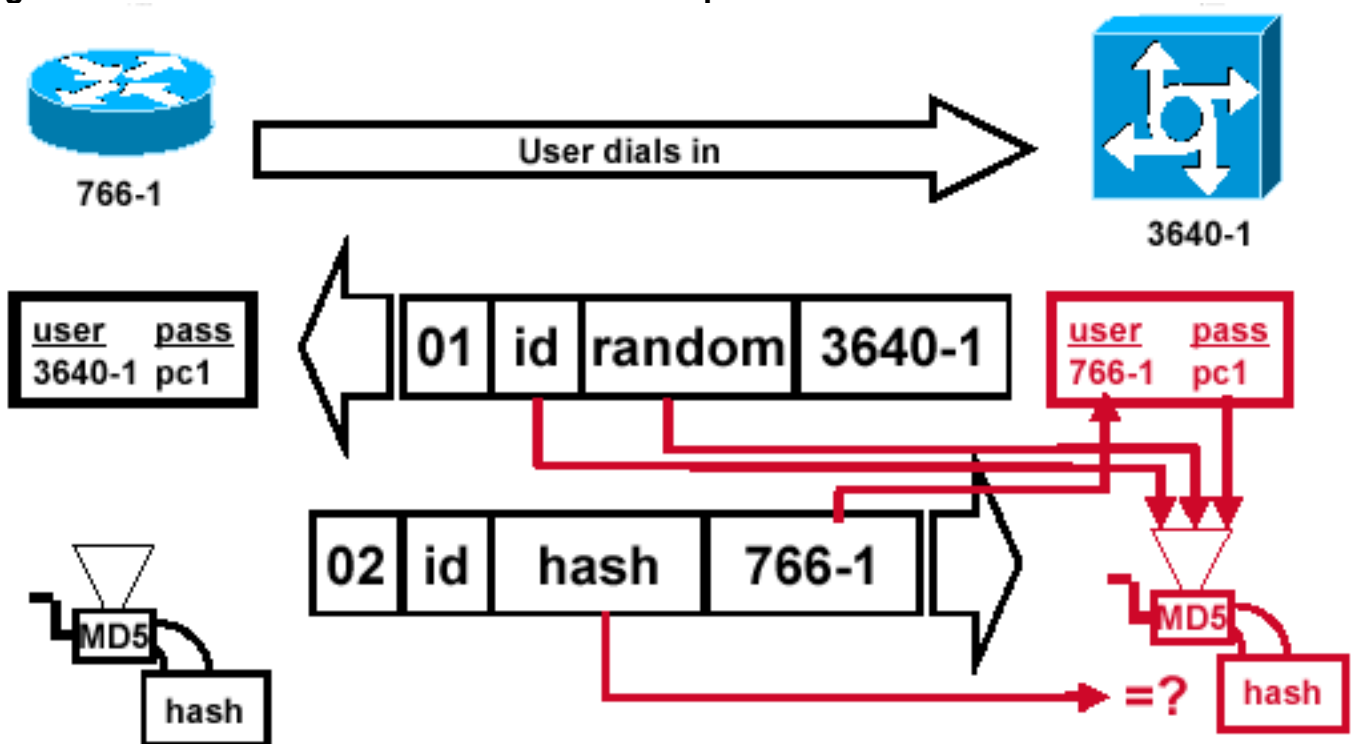 User dials in
766-1
3640-1
user pass
3640-1 pc1
01 id random 3640-1
user pass
766-1 pc1
02 id hash 766-1
MD5
hash
=?
MD5
hash